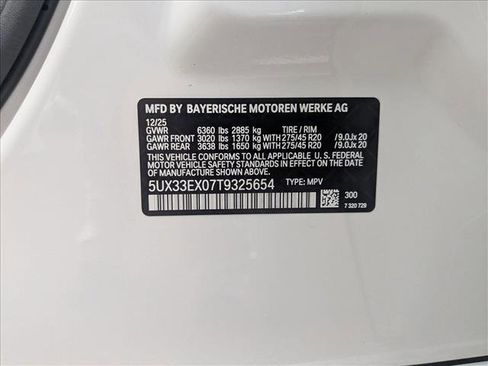 MFD BY BAYERISCHE MOTOREN WERKE AG
12/25
GVWR 6360 lbs 2885 kg TIRE / RIM
GAWR FRONT 3020 lbs 1370 kg 275/45 R20 /9.0Jx 20
GAWR REAR 3638 lbs 1650 kg 275/45 R20 /9.0Jx 20
THIS VEHICLE CONFORMS TO ALL APPLICABLE U.S. FEDERAL
MOTOR VEHICLE SAFETY STANDARDS IN EFFECT ON THE DATE OF
MANUFACTURE SHOWN ABOVE.
5UX33EX07T9325654 TYPE: MPV
300
7 320 729